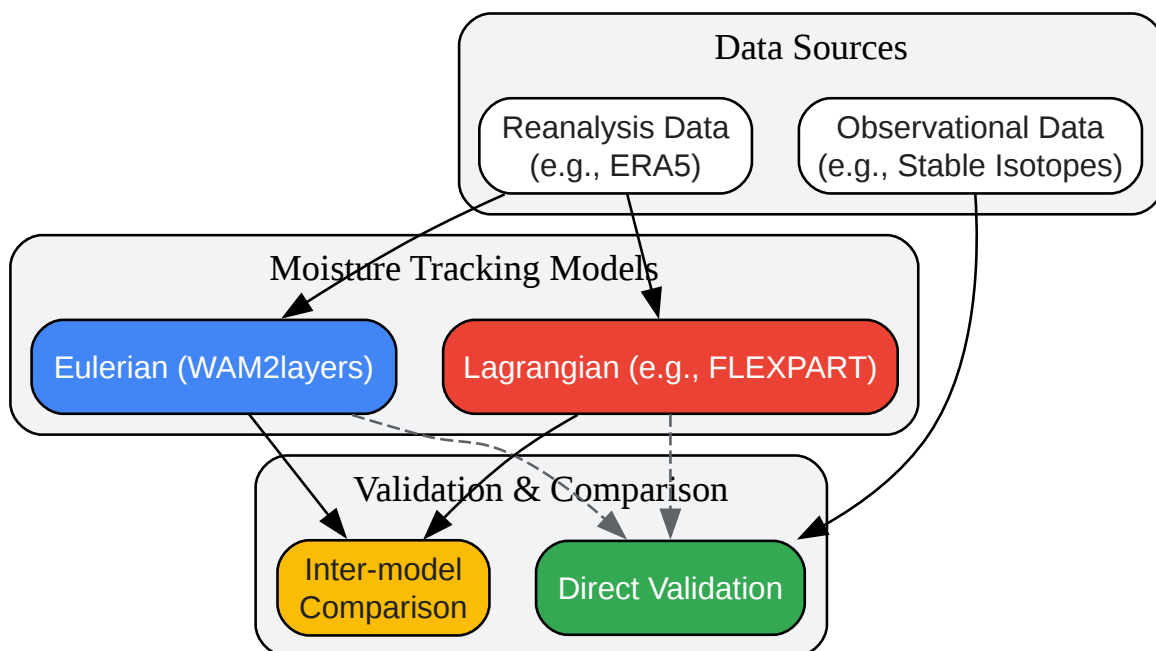 Data Sources
Reanalysis Data
(e.g., ERA5)
Observational Data
(e.g., Stable Isotopes)
Moisture Tracking Models
Eulerian (WAM2layers)
Lagrangian (e.g., FLEXPART)
Validation & Comparison
Inter-model
Comparison
Direct Validation